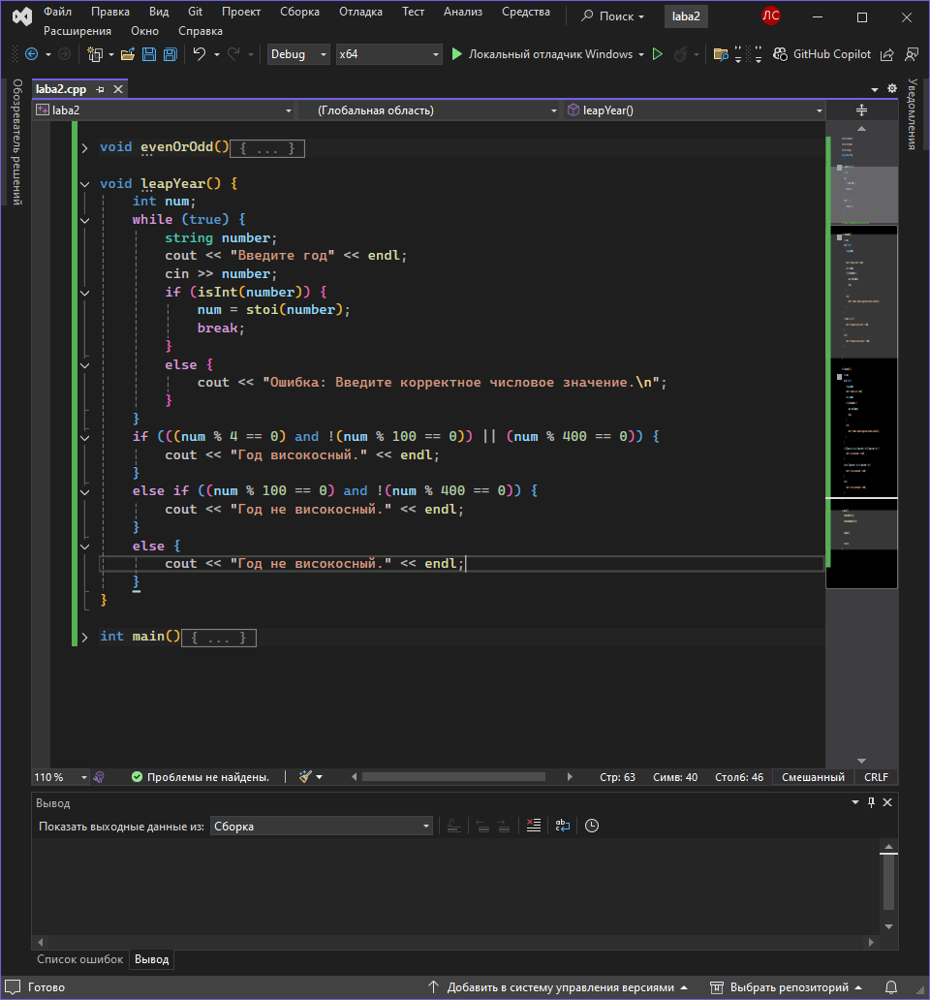 Файл Правка Вид Git Проект Сборка Отладка Тест Анализ Средства Поиск laba2 ЛС
Расширения Окно Справка
Debug x64 Локальный отладчик Windows GitHub Copilot
Обозреватель решений
Уведомления
laba2.cpp
laba2 (Глобальная область) leapYear()
void evenOrOdd(){ ... }
void leapYear() {
int num;
while (true) {
string number;
cout << "Введите год" << endl;
cin >> number;
if (isInt(number)) {
num = stoi(number);
break;
}
else {
cout << "Ошибка: Введите корректное числовое значение.\n";
}
}
if (((num % 4 == 0) and !(num % 100 == 0)) || (num % 400 == 0)) {
cout << "Год високосный." << endl;
}
else if ((num % 100 == 0) and !(num % 400 == 0)) {
cout << "Год не високосный." << endl;
}
else {
cout << "Год не високосный." << endl;
}
}
int main(){ ... }
110 % Проблемы не найдены. Стр: 63 Симв: 40 Столб: 46 Смешанный CRLF
Вывод
Показать выходные данные из: Сборка
Список ошибок Вывод
Готово Добавить в систему управления версиями Выбрать репозиторий